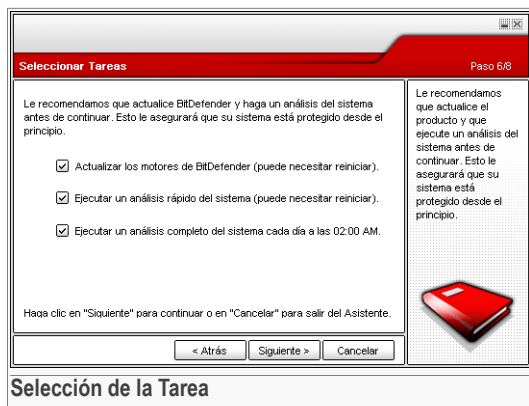 Seleccionar Tareas
Paso 6/8
Le recomendamos que actualice BitDefender y haga un análisis del sistema
antes de continuar. Esto le asegurará que su sistema está protegido desde el
principio.
Actualizar los motores de BitDefender (puede necesitar reiniciar).
Ejecutar un análisis rápido del sistema (puede necesitar reiniciar).
Ejecutar un análisis completo del sistema cada día a las 02:00 AM.
Haga clic en "Siguiente" para continuar o en "Cancelar" para salir del Asistente.
Le recomendamos
que actualice el
producto y que
ejecute un análisis del
sistema antes de
continuar. Esto le
asegurará que su
sistema está
protegido desde el
principio.
< Atrás
Siguiente >
Cancelar
Selección de la Tarea